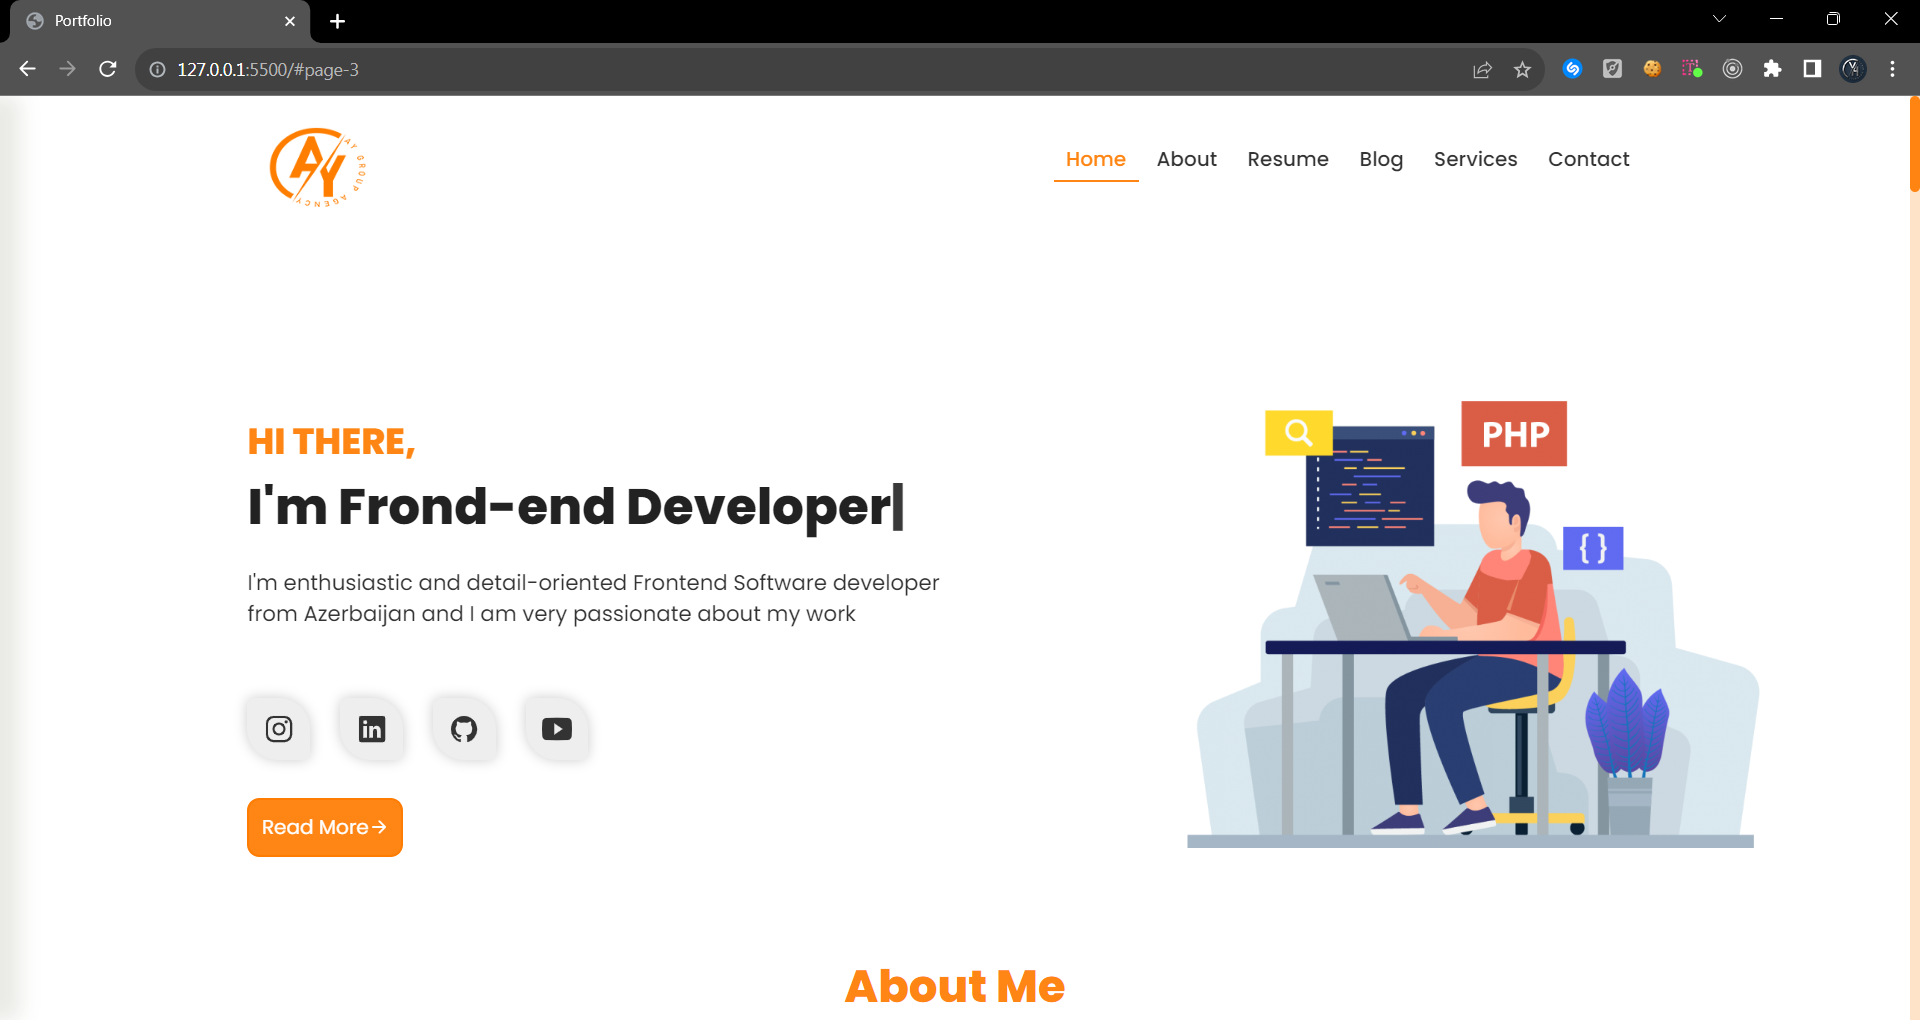 Portfolio
127.0.0.1:5500/#page-3
AY
AY GROUP AGENCY
Home About Resume Blog Services Contact
HI THERE,
I'm Frond-end Developer|
I'm enthusiastic and detail-oriented Frontend Software developer
from Azerbaijan and I am very passionate about my work
Read More→
PHP
{ }
About Me